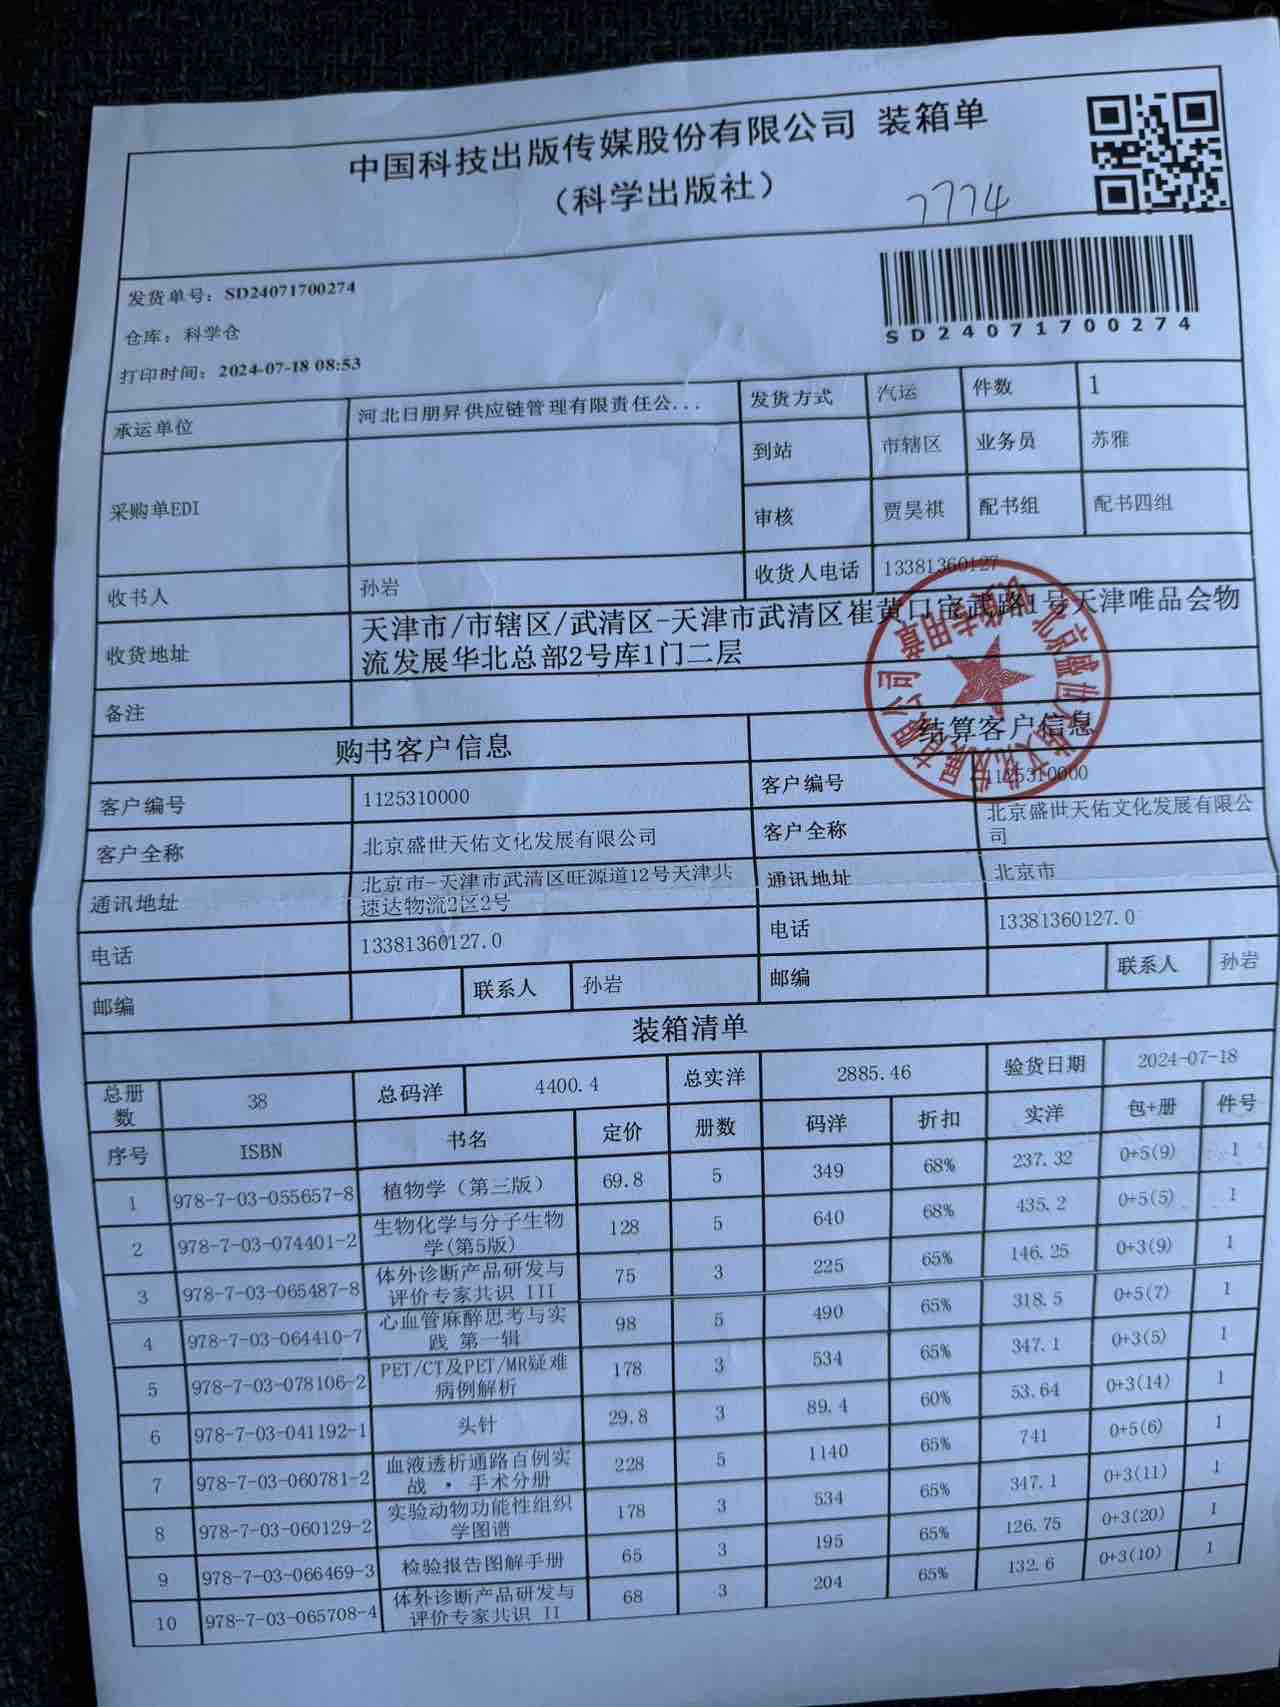 中国科技出版传媒股份有限公司 装箱单
（科学出版社）
7774
发货单号：SD24071700274
仓库：科学仓
打印时间：2024-07-18 08:53
SD24071700274
承运单位 河北日朋昇供应链管理有限责任公... 发货方式 汽运 件数 1
采购单EDI 到站 市辖区 业务员 苏雅
审核 贾昊祺 配书组 配书四组
收书人 孙岩 收货人电话 13381360127
收货地址 天津市/市辖区/武清区-天津市武清区崔黄口宝武路1号天津唯品会物
流发展华北总部2号库1门二层
备注
购书客户信息 结算客户信息
客户编号 1125310000 客户编号 1125310000
客户全称 北京盛世天佑文化发展有限公司 客户全称 北京盛世天佑文化发展有限公
司
通讯地址 北京市-天津市武清区旺源道12号天津共
速达物流2区2号 通讯地址 北京市
电话 13381360127.0 电话 13381360127.0
邮编 联系人 孙岩 邮编 联系人 孙岩
装箱清单
总册数 38 总码洋 4400.4 总实洋 2885.46 验货日期 2024-07-18
序号 ISBN 书名 定价 册数 码洋 折扣 实洋 包+册 件号
1 978-7-03-055657-8 植物学（第三版） 69.8 5 349 68% 237.32 0+5(9) 1
2 978-7-03-074401-2 生物化学与分子生物学(第5版) 128 5 640 68% 435.2 0+5(5) 1
3 978-7-03-065487-8 体外诊断产品研发与评价专家共识 III 75 3 225 65% 146.25 0+3(9) 1
4 978-7-03-064410-7 心血管麻醉思考与实践 第一辑 98 5 490 65% 318.5 0+5(7) 1
5 978-7-03-078106-2 PET/CT及PET/MR疑难病例解析 178 3 534 65% 347.1 0+3(5) 1
6 978-7-03-041192-1 头针 29.8 3 89.4 60% 53.64 0+3(14) 1
7 978-7-03-060781-2 血液透析通路百例实战 · 手术分册 228 5 1140 65% 741 0+5(6) 1
8 978-7-03-060129-2 实验动物功能性组织学图谱 178 3 534 65% 347.1 0+3(11) 1
9 978-7-03-066469-3 检验报告图解手册 65 3 195 65% 126.75 0+3(20) 1
10 978-7-03-065708-4 体外诊断产品研发与评价专家共识 II 68 3 204 65% 132.6 0+3(10) 1